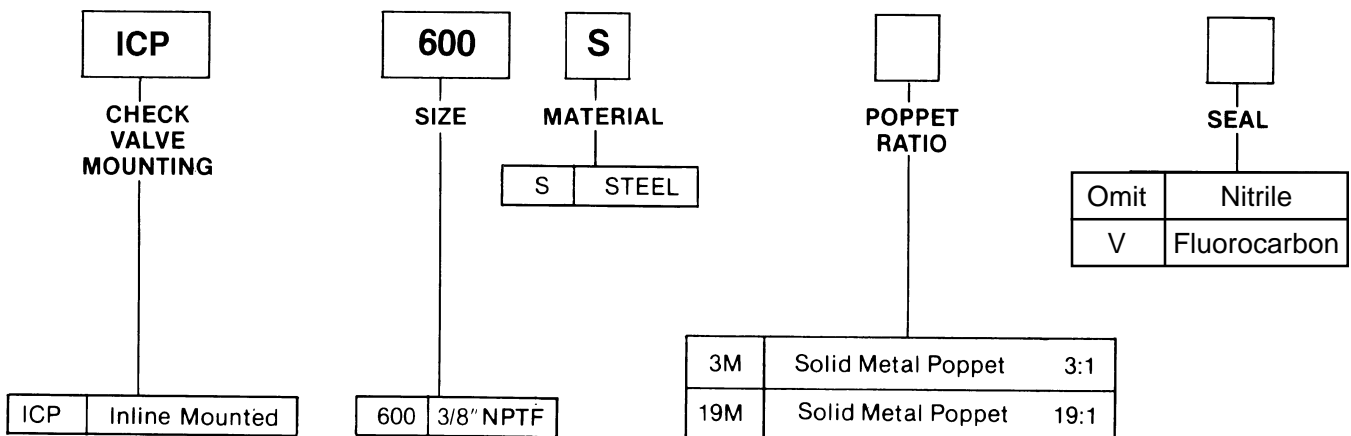 ICP 600 S
CHECK
VALVE
MOUNTING
SIZE
MATERIAL
POPPET
RATIO
SEAL
S STEEL
Omit Nitrile
V Fluorocarbon
ICP Inline Mounted
600 3/8" NPTF
3M Solid Metal Poppet 3:1
19M Solid Metal Poppet 19:1